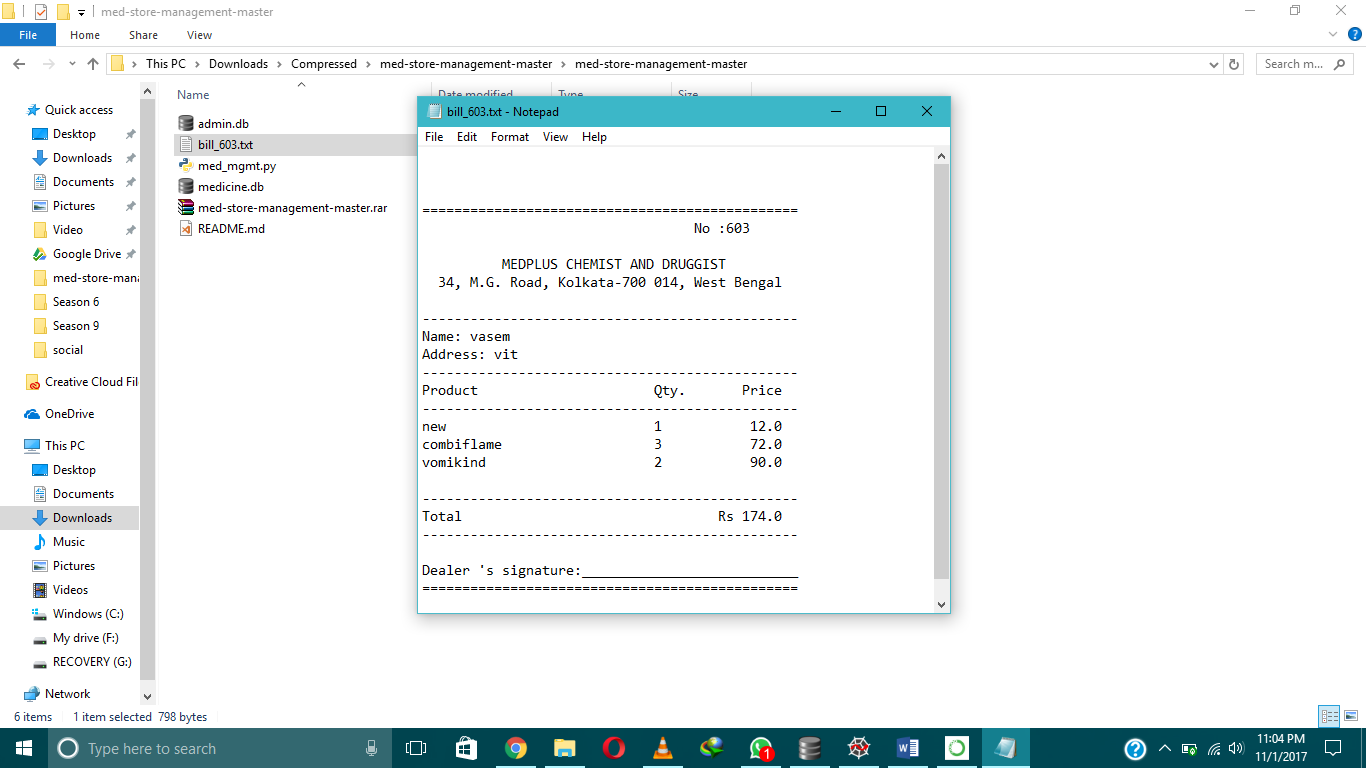 med-store-management-master
File Home Share View
This PC Downloads Compressed med-store-management-master med-store-management-master
Search med-store-m...
Quick access
Desktop
Downloads
Documents
Pictures
Video
Google Drive
med-store-mana
Season 6
Season 9
social
Creative Cloud Fil
OneDrive
This PC
Desktop
Documents
Downloads
Music
Pictures
Videos
Windows (C:)
My drive (F:)
RECOVERY (G:)
Network
Name Date modified Type Size
admin.db
bill_603.txt
med_mgmt.py
medicine.db
med-store-management-master.rar
README.md
bill_603.txt - Notepad
File Edit Format View Help
===============================================
No :603
MEDPLUS CHEMIST AND DRUGGIST
34, M.G. Road, Kolkata-700 014, West Bengal
-----------------------------------------------
Name: vasem
Address: vit
-----------------------------------------------
Product Qty. Price
-----------------------------------------------
new 1 12.0
combiflame 3 72.0
vomikind 2 90.0
-----------------------------------------------
Total Rs 174.0
-----------------------------------------------
Dealer 's signature:___________________________
===============================================
6 items 1 item selected 798 bytes
Type here to search
1
11:04 PM
11/1/2017